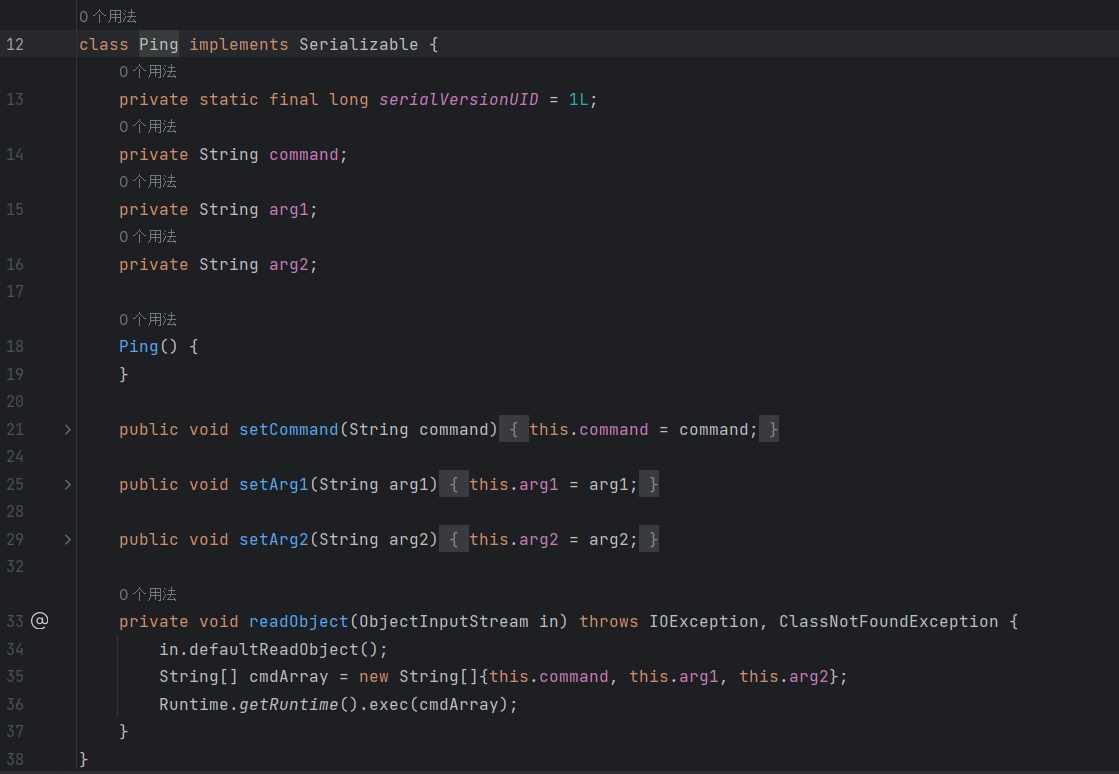 0 个用法
12 class Ping implements Serializable {
0 个用法
13 private static final long serialVersionUID = 1L;
0 个用法
14 private String command;
0 个用法
15 private String arg1;
0 个用法
16 private String arg2;
17
0 个用法
18 Ping() {
19 }
20
21 public void setCommand(String command) { this.command = command; }
24
25 public void setArg1(String arg1) { this.arg1 = arg1; }
28
29 public void setArg2(String arg2) { this.arg2 = arg2; }
32
0 个用法
33 @ private void readObject(ObjectInputStream in) throws IOException, ClassNotFoundException {
34 in.defaultReadObject();
35 String[] cmdArray = new String[]{this.command, this.arg1, this.arg2};
36 Runtime.getRuntime().exec(cmdArray);
37 }
38 }